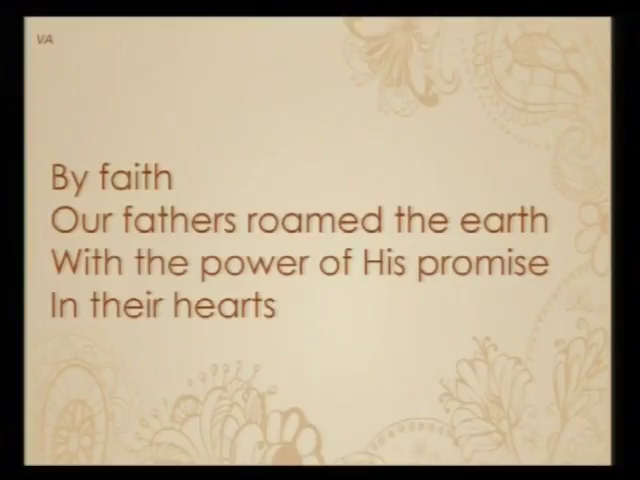 VA
By faith
Our fathers roamed the earth
With the power of His promise
In their hearts